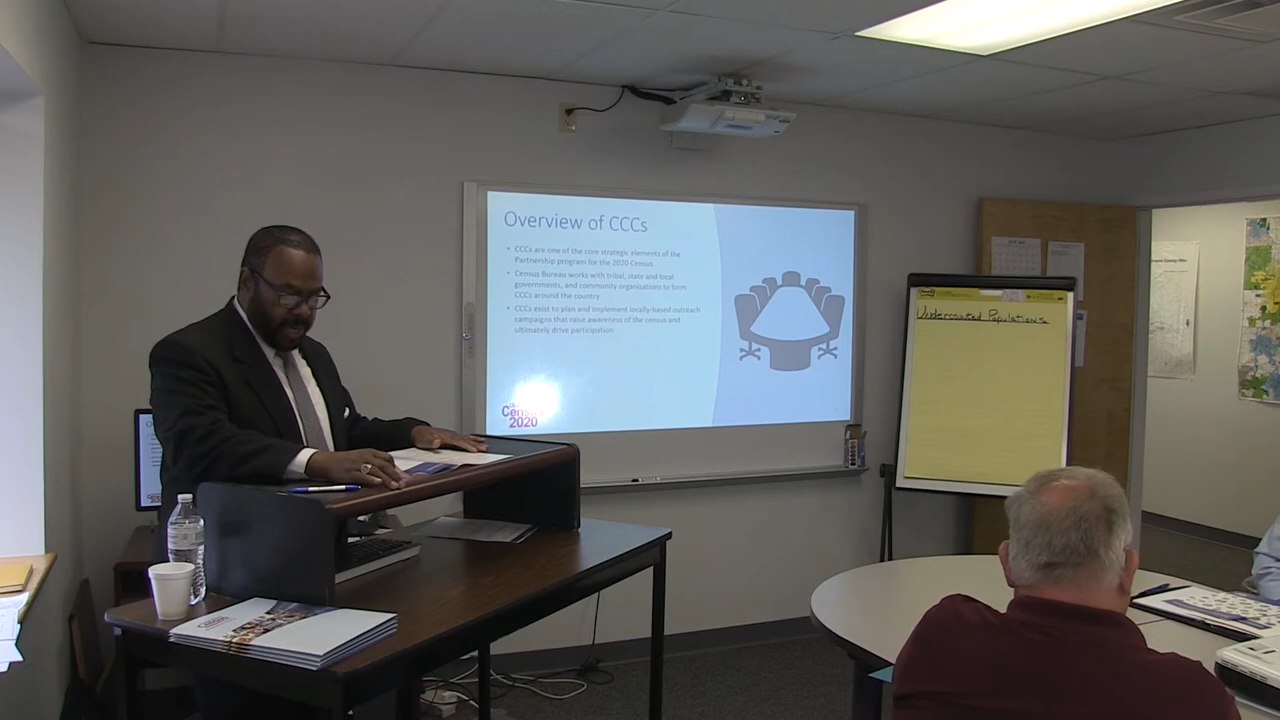 Overview of CCCs
• CCCs are one of the core strategic elements of the
Partnership program for the 2020 Census
• Census Bureau works with tribal, state and local
governments, and community organizations to form
CCCs around the country
• CCCs exist to plan and implement locally-based outreach
campaigns that raise awareness of the census and
ultimately drive participation
Census
2020
Undercounted Populations